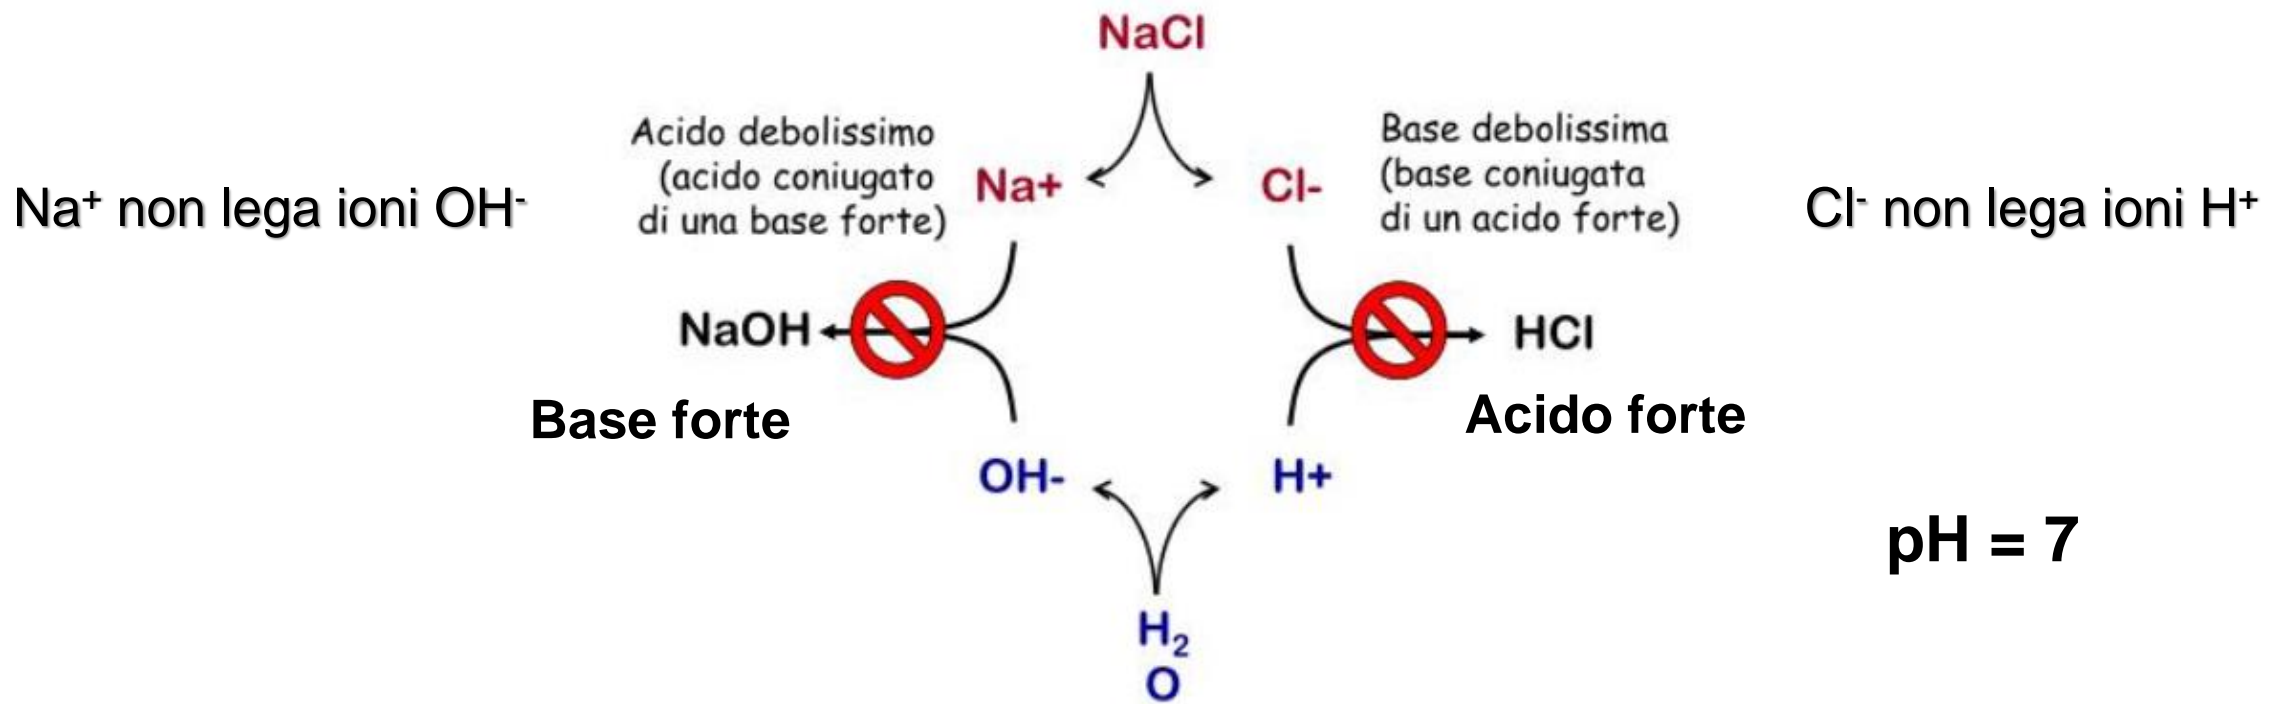 NaCl
Acido debolissimo
(acido coniugato
di una base forte)
Na+
Cl-
Base debolissima
(base coniugata
di un acido forte)
Na⁺ non lega ioni OH⁻
Cl⁻ non lega ioni H⁺
NaOH
HCl
Base forte
Acido forte
OH-
H+
pH = 7
H₂
O